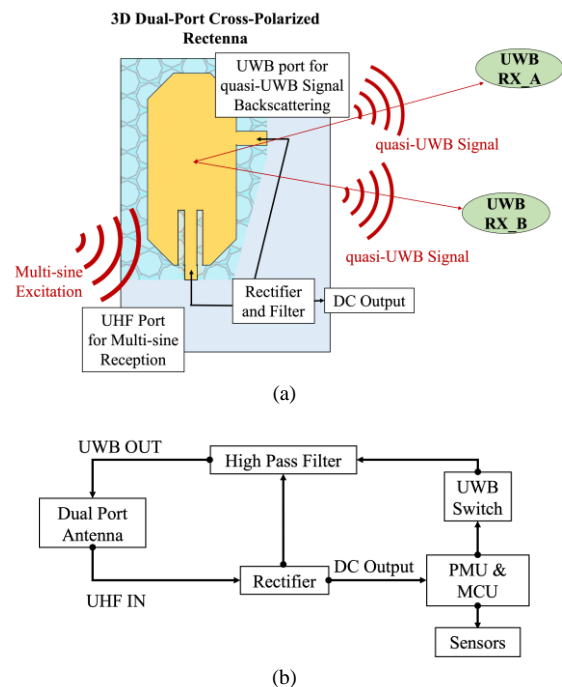 3D Dual-Port Cross-Polarized
Rectenna
UWB port for
quasi-UWB Signal
Backscattering
UWB
RX_A
quasi-UWB Signal
UWB
RX_B
quasi-UWB Signal
Multi-sine
Excitation
Rectifier
and Filter
DC Output
UHF Port
for Multi-sine
Reception
(a)
UWB OUT
High Pass Filter
UWB
Switch
Dual Port
Antenna
Rectifier
DC Output
PMU &
MCU
UHF IN
Sensors
(b)